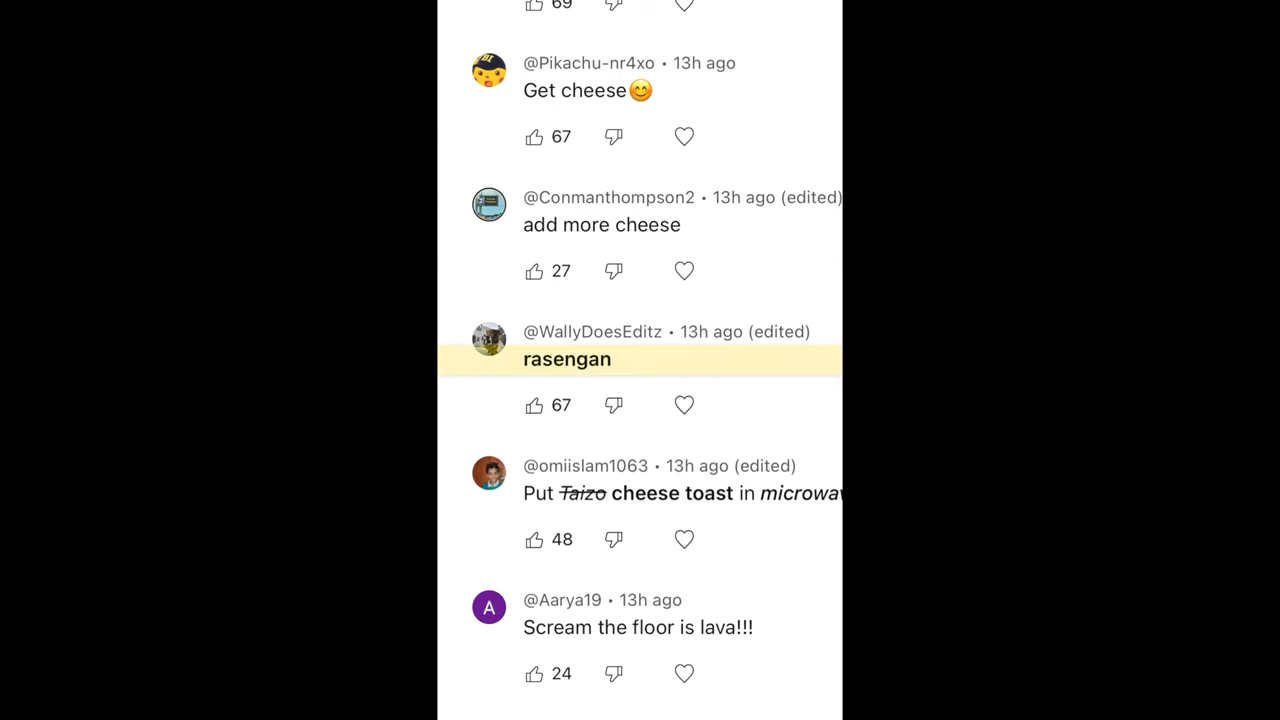 69
@Pikachu-nr4xo • 13h ago
Get cheese😊
67
@Conmanthompson2 • 13h ago (edited)
add more cheese
27
@WallyDoesEditz • 13h ago (edited)
rasengan
67
@omiislam1063 • 13h ago (edited)
Put Taizo cheese toast in microwav
48
A
@Aarya19 • 13h ago
Scream the floor is lava!!!
24